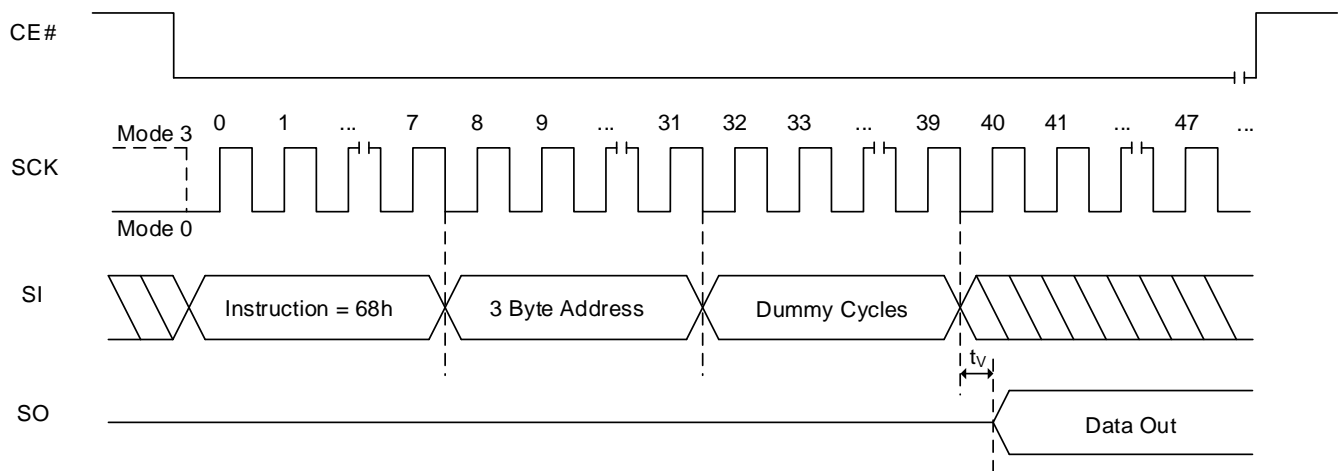 CE#
Mode 3 0 1 ... 7 8 9 ... 31 32 33 ... 39 40 41 ... 47 ...
SCK
Mode 0
SI Instruction = 68h 3 Byte Address Dummy Cycles
tV
SO Data Out